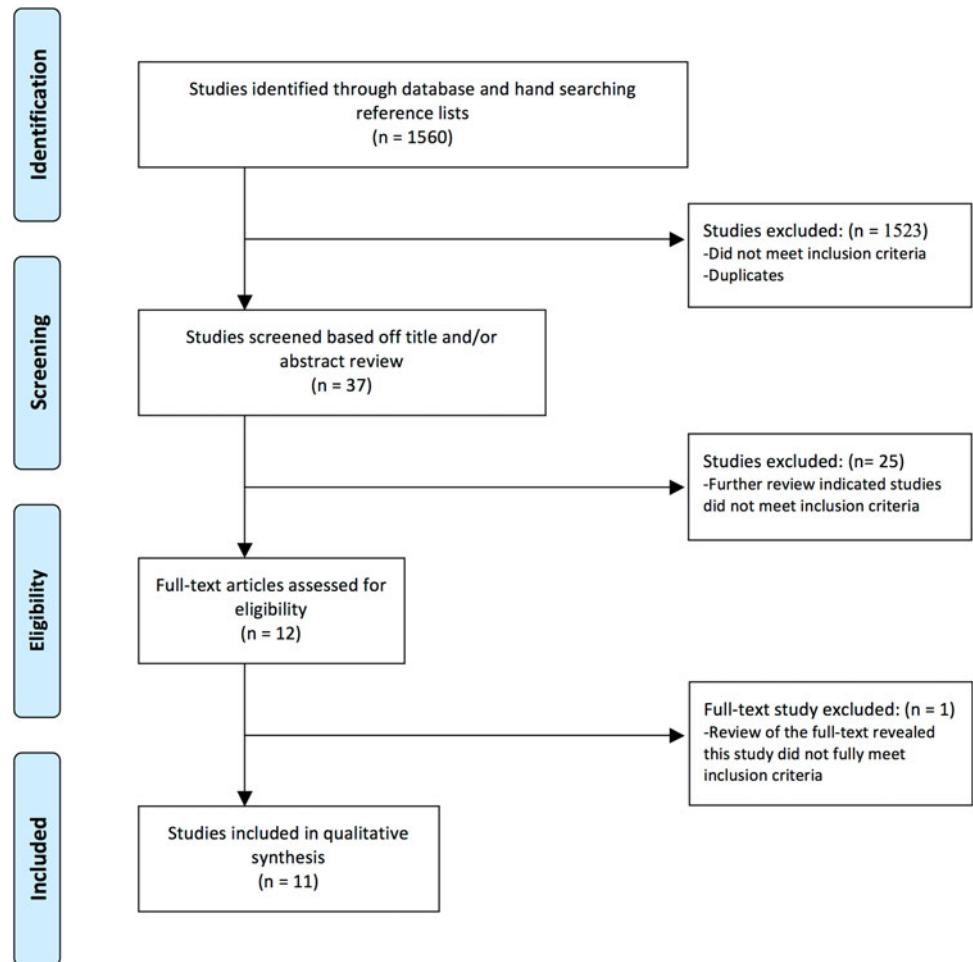 Identification
Studies identified through database and hand searching
reference lists
(n = 1560)
Studies excluded: (n = 1523)
-Did not meet inclusion criteria
-Duplicates
Screening
Studies screened based off title and/or
abstract review
(n = 37)
Studies excluded: (n= 25)
-Further review indicated studies
did not meet inclusion criteria
Eligibility
Full-text articles assessed for
eligibility
(n = 12)
Full-text study excluded: (n = 1)
-Review of the full-text revealed
this study did not fully meet
inclusion criteria
Included
Studies included in qualitative
synthesis
(n = 11)